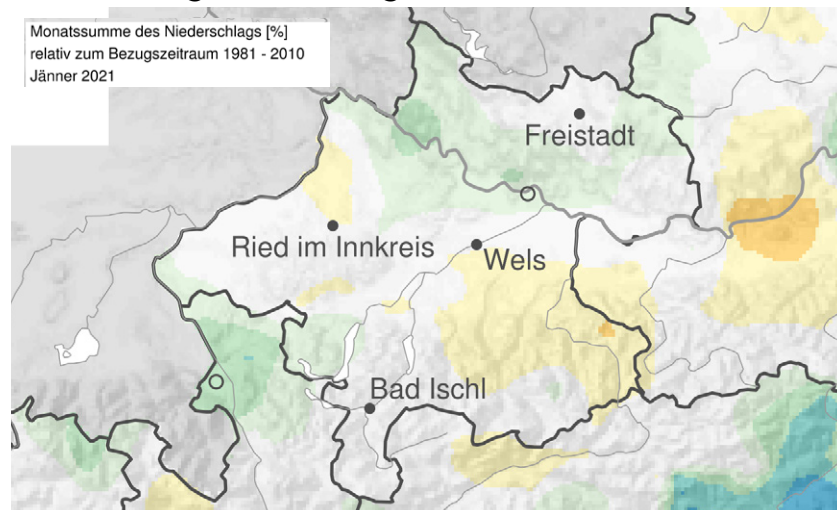 Monatssumme des Niederschlags [%]
relativ zum Bezugszeitraum 1981 - 2010
Jänner 2021
Freistadt
Ried im Innkreis
Wels
Bad Ischl